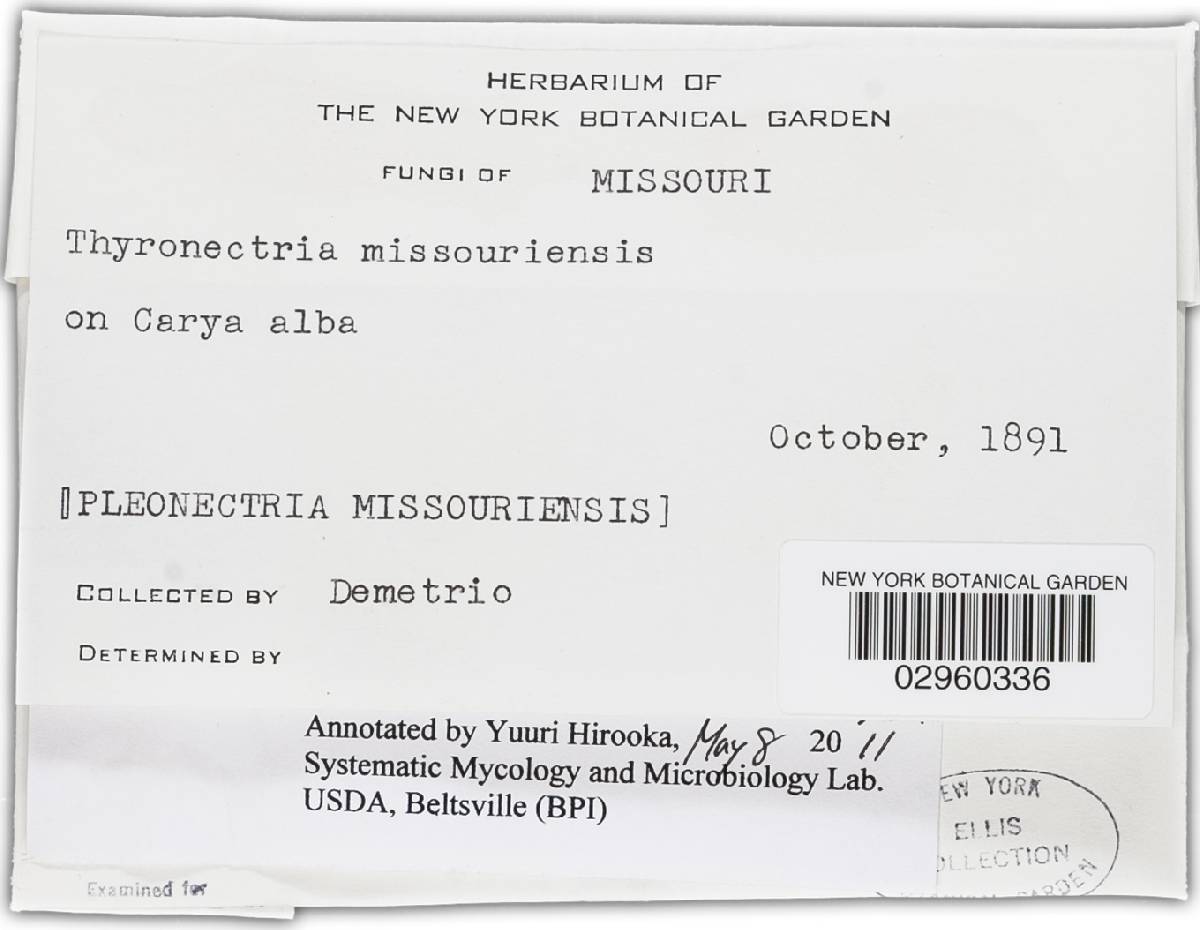 HERBARIUM OF
THE NEW YORK BOTANICAL GARDEN
FUNGI OF MISSOURI
Thyronectria missouriensis
on Carya alba
October, 1891
[PLEONECTRIA MISSOURIENSIS]
COLLECTED BY Demetrio
DETERMINED BY
NEW YORK BOTANICAL GARDEN
02960336
Annotated by Yuuri Hirooka, May 8 2011
Systematic Mycology and Microbiology Lab.
USDA, Beltsville (BPI)
EW YORK
ELLIS
OLLECTION
GARDEN
Examined for